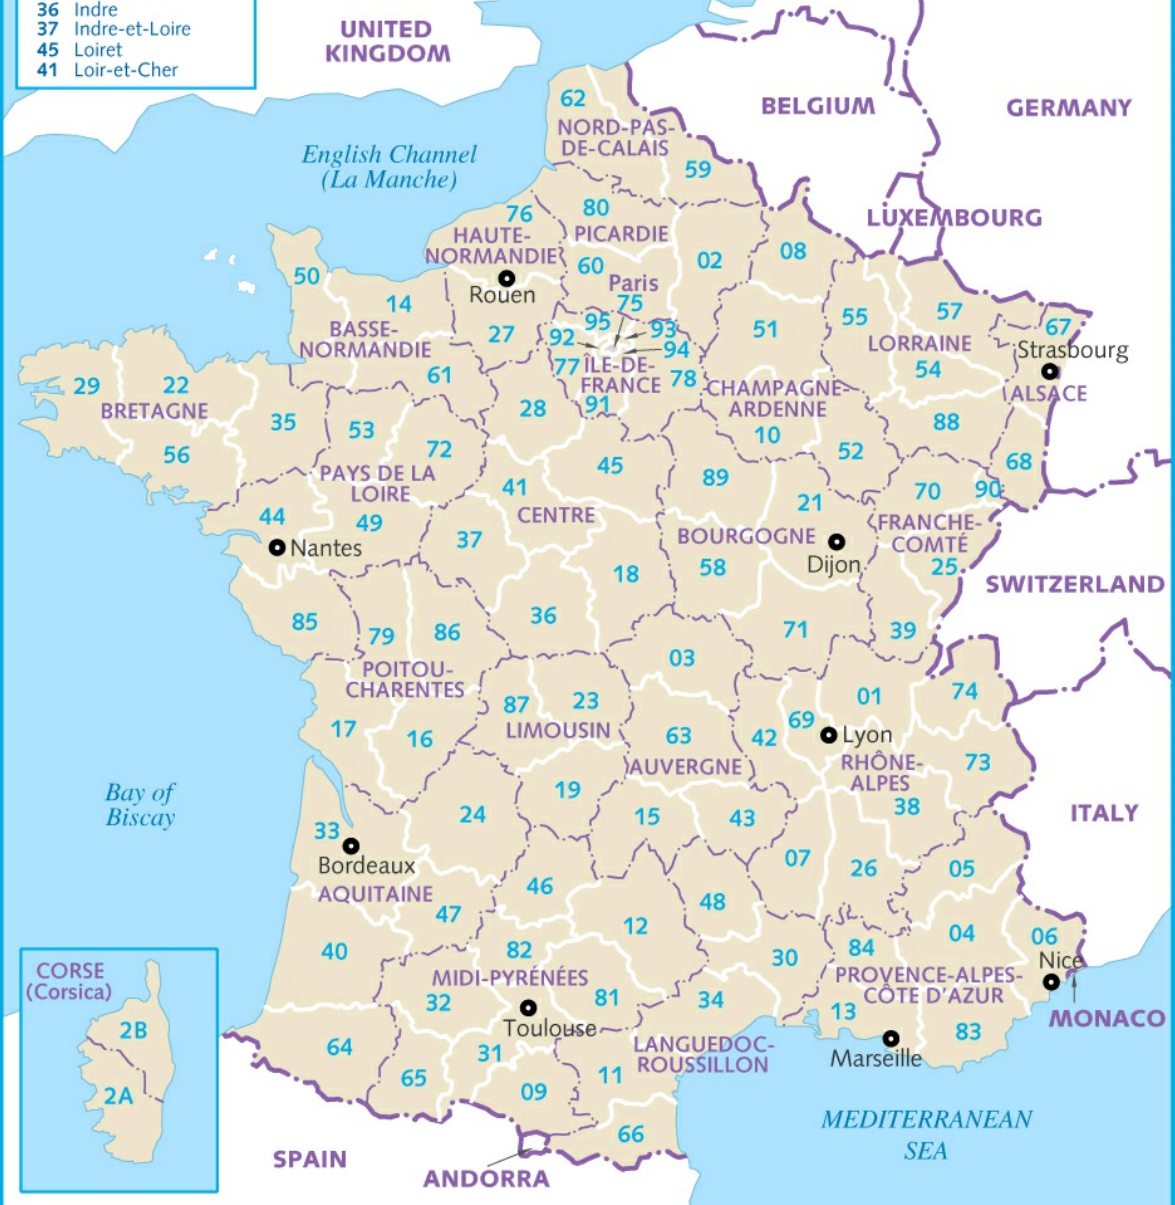 36 Indre
37 Indre-et-Loire
45 Loiret
41 Loir-et-Cher
UNITED
KINGDOM
BELGIUM
GERMANY
LUXEMBOURG
English Channel
(La Manche)
62
NORD-PAS-
DE-CALAIS
59
76
80
HAUTE-
NORMANDIE
PICARDIE
02
08
60
Rouen
Paris
75
50
14
27
95
92
93
94
77
ÎLE-DE-
FRANCE
78
91
51
55
57
67
LORRAINE
Strasbourg
54
ALSACE
BASSE-
NORMANDIE
61
CHAMPAGNE-
ARDENNE
10
52
88
68
29
22
BRETAGNE
56
35
53
72
28
PAYS DE LA
LOIRE
45
41
CENTRE
89
21
70
90
44
49
Nantes
37
BOURGOGNE
FRANCHE-
COMTÉ
Dijon
25
58
18
SWITZERLAND
85
79
86
36
71
39
POITOU-
CHARENTES
03
87
23
LIMOUSIN
01
74
17
16
63
42
69
Lyon
AUVERGNE
RHÔNE-
ALPES
73
38
Bay of
Biscay
19
24
15
43
ITALY
33
Bordeaux
AQUITAINE
07
26
05
46
48
47
12
40
82
30
84
04
06
Nice
MIDI-PYRÉNÉES
PROVENCE-ALPES-
CÔTE D'AZUR
32
81
34
13
MONACO
Toulouse
83
64
31
LANGUEDOC-
ROUSSILLON
Marseille
65
09
11
66
CORSE
(Corsica)
2B
2A
MEDITERRANEAN
SEA
SPAIN
ANDORRA